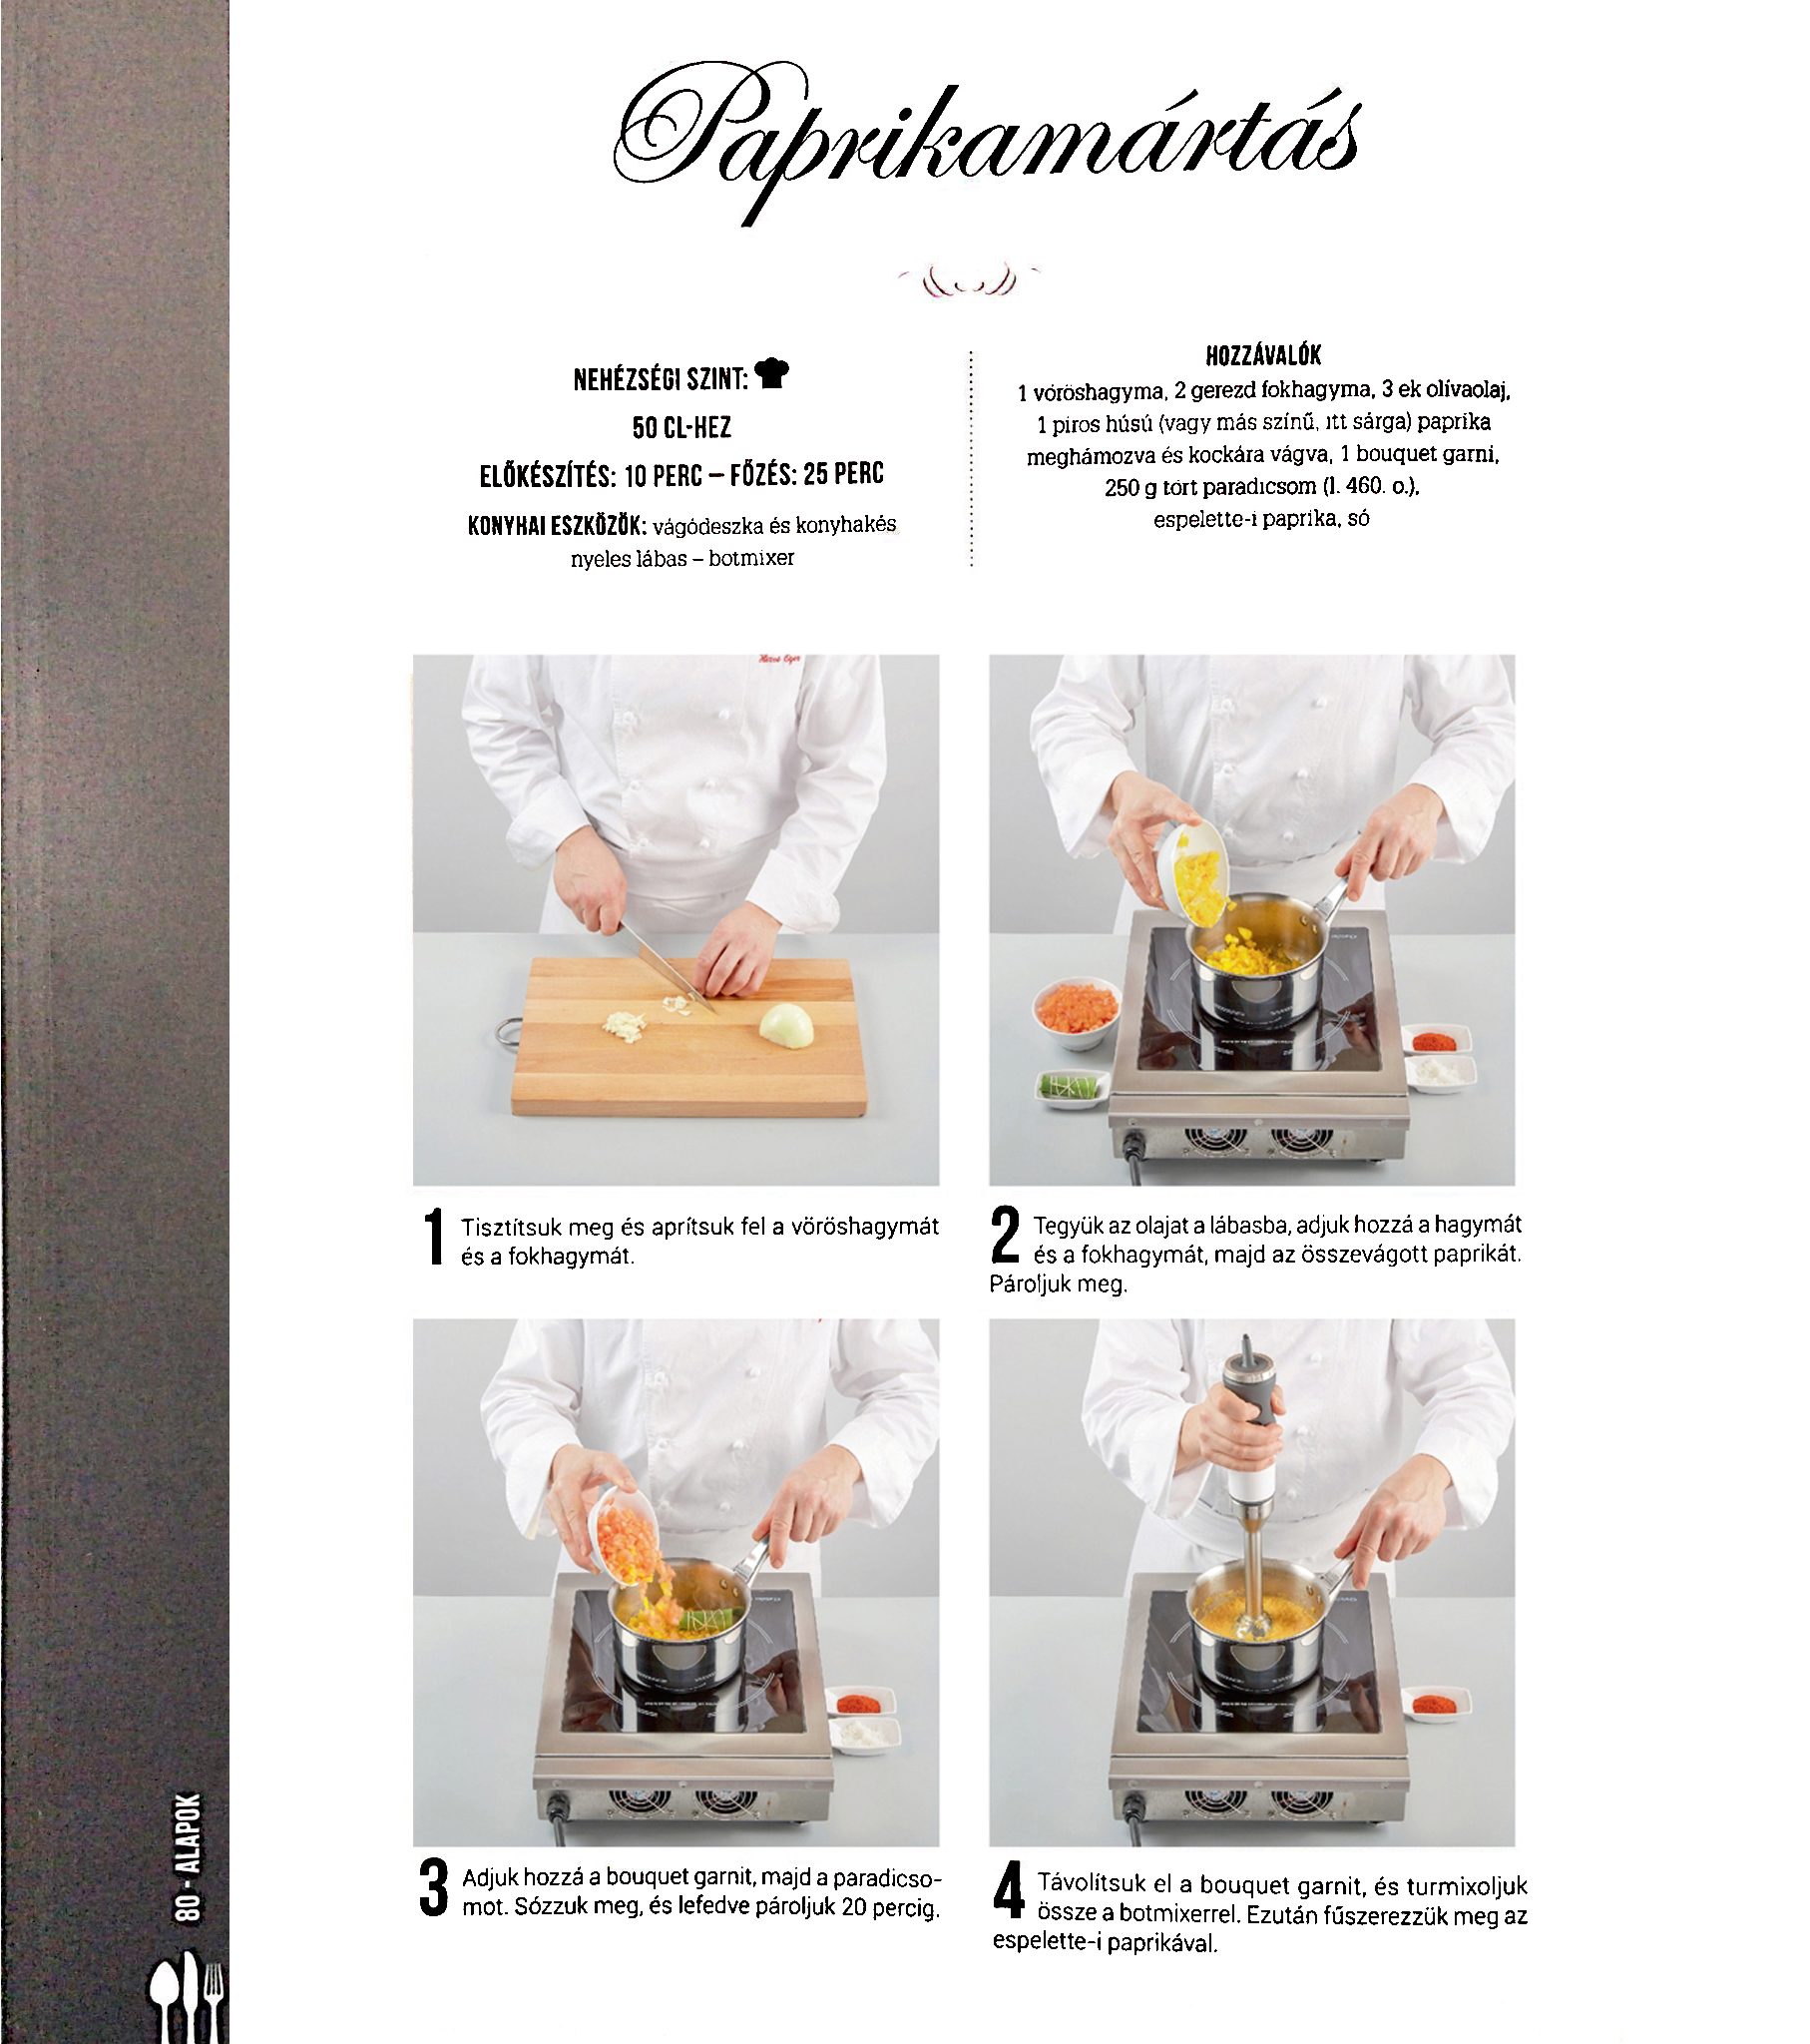 Paprikamártás
NEHÉZSÉGI SZINT:
50 CL-HEZ
ELŐKÉSZÍTÉS: 10 PERC – FŐZÉS: 25 PERC
KONYHAI ESZKÖZÖK: vágódeszka és konyhakés
nyeles lábas – botmixer
HOZZÁVALÓK
1 vöröshagyma, 2 gerezd fokhagyma, 3 ek olívaolaj,
1 piros húsú (vagy más színű, itt sárga) paprika
meghámozva és kockára vágva, 1 bouquet garni,
250 g tört paradicsom (l. 460. o.),
espelette-i paprika, só
1 Tisztítsuk meg és aprítsuk fel a vöröshagymát
és a fokhagymát.
2 Tegyük az olajat a lábasba, adjuk hozzá a hagymát
és a fokhagymát, majd az összevágott paprikát.
Pároljuk meg.
3 Adjuk hozzá a bouquet garnit, majd a paradicso-
mot. Sózzuk meg, és lefedve pároljuk 20 percig.
4 Távolítsuk el a bouquet garnit, és turmixoljuk
össze a botmixerrel. Ezután fűszerezzük meg az
espelette-i paprikával.
80 - ALAPOK